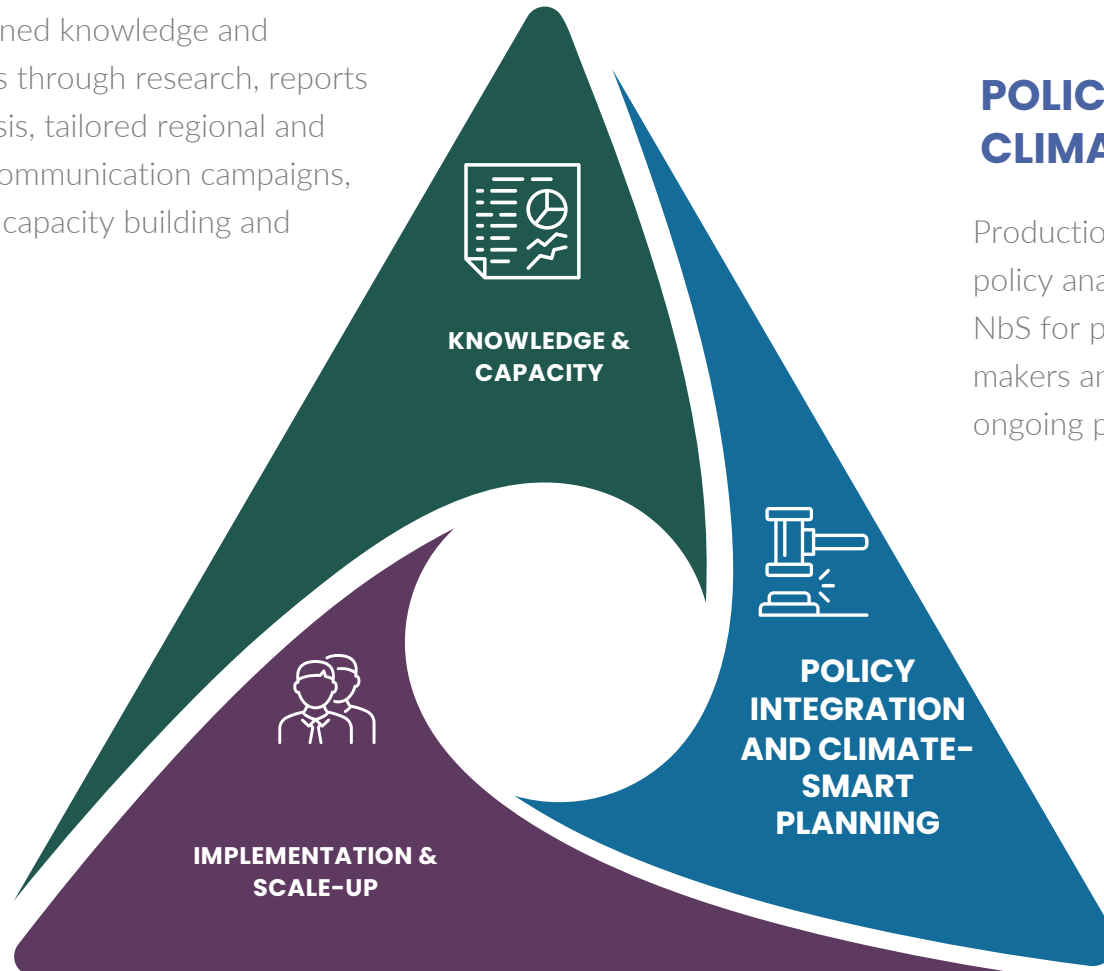 ned knowledge and
s through research, reports
sis, tailored regional and
ommunication campaigns,
capacity building and
POLIC
CLIMA
Productio
policy ana
NbS for p
makers an
ongoing p
KNOWLEDGE &
CAPACITY
POLICY
INTEGRATION
AND CLIMATE-
SMART
PLANNING
IMPLEMENTATION &
SCALE-UP